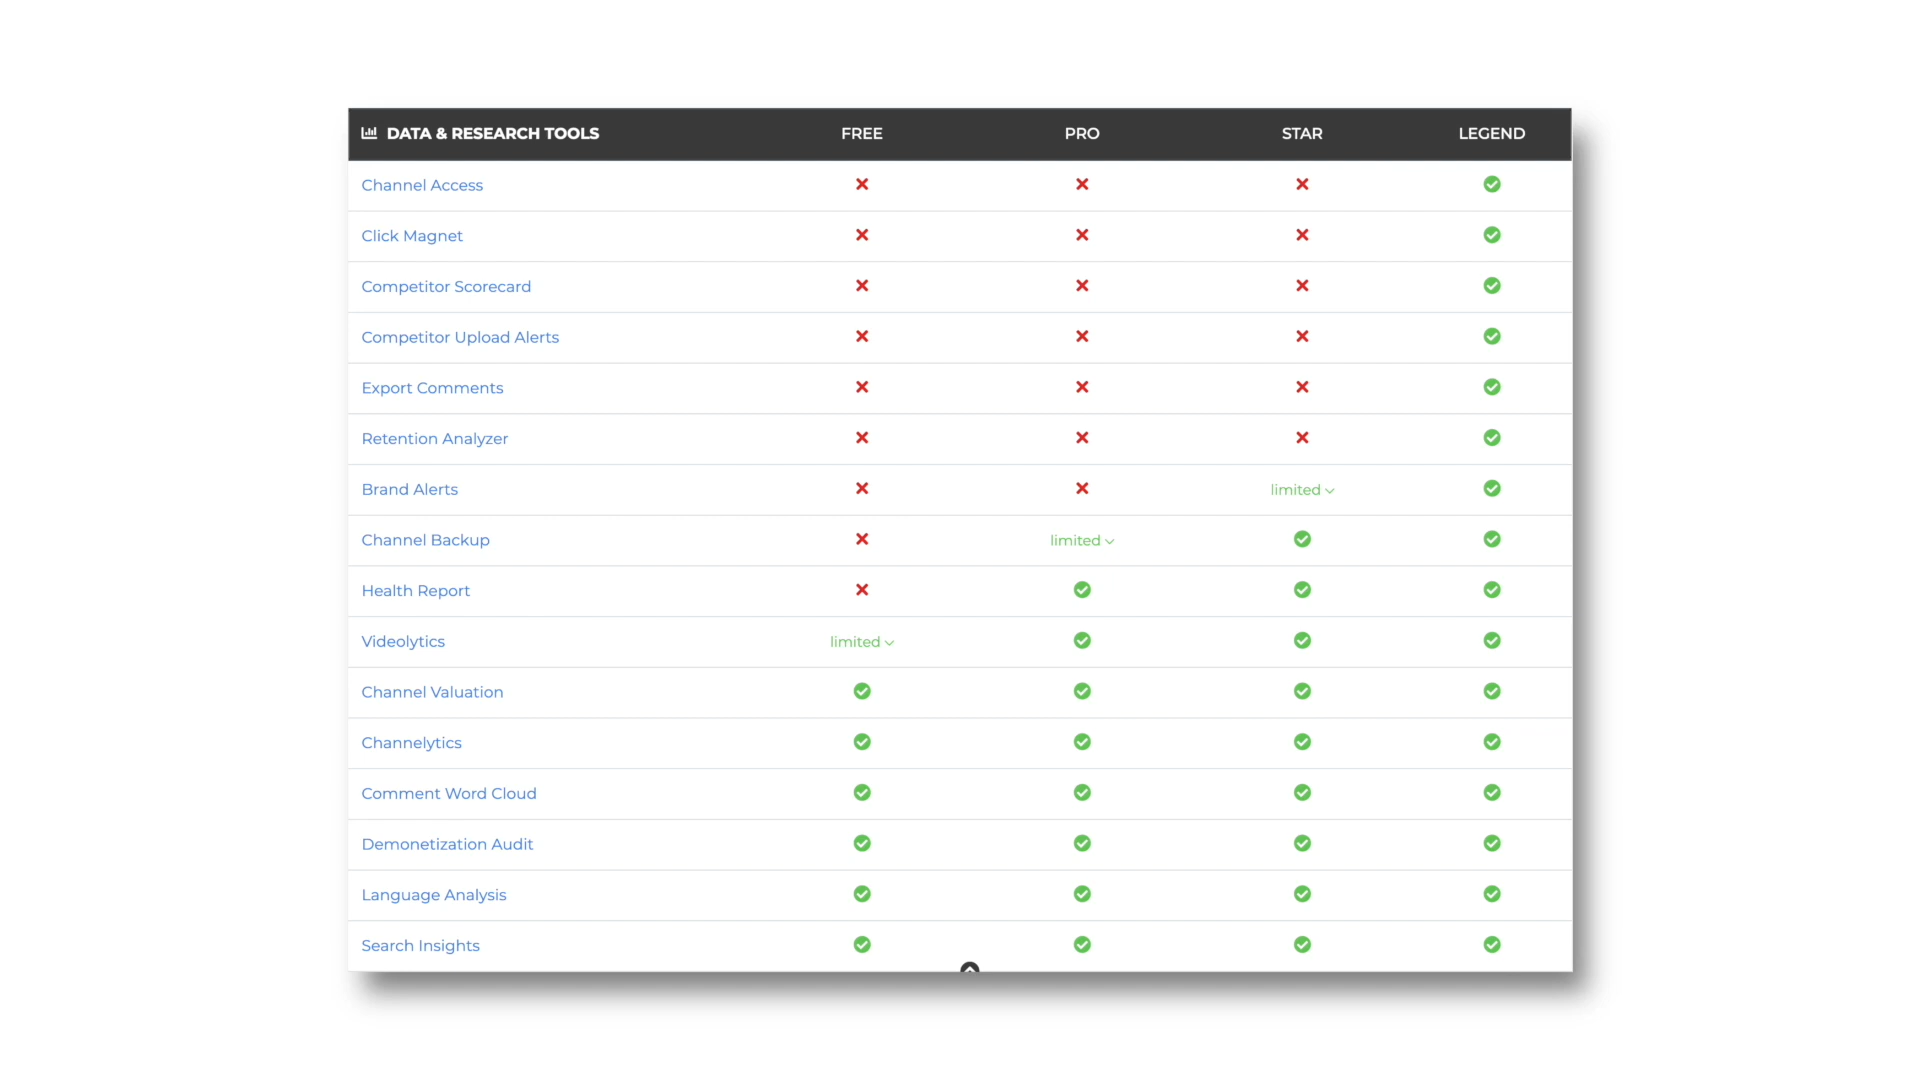 DATA & RESEARCH TOOLS FREE PRO STAR LEGEND
Channel Access
Click Magnet
Competitor Scorecard
Competitor Upload Alerts
Export Comments
Retention Analyzer
Brand Alerts limited
Channel Backup limited
Health Report
Videolytics limited
Channel Valuation
Channelytics
Comment Word Cloud
Demonetization Audit
Language Analysis
Search Insights